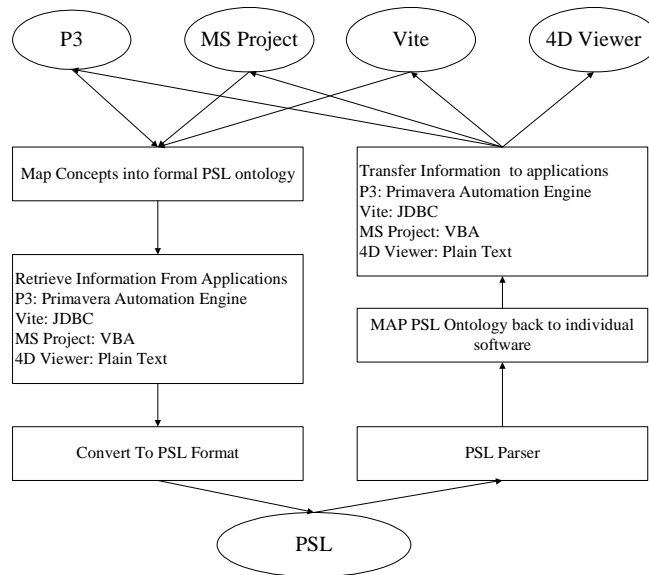 P3
MS Project
Vite
4D Viewer
Map Concepts into formal PSL ontology
Retrieve Information From Applications
P3: Primavera Automation Engine
Vite: JDBC
MS Project: VBA
4D Viewer: Plain Text
Convert To PSL Format
PSL
PSL Parser
MAP PSL Ontology back to individual
software
Transfer Information to applications
P3: Primavera Automation Engine
Vite: JDBC
MS Project: VBA
4D Viewer: Plain Text